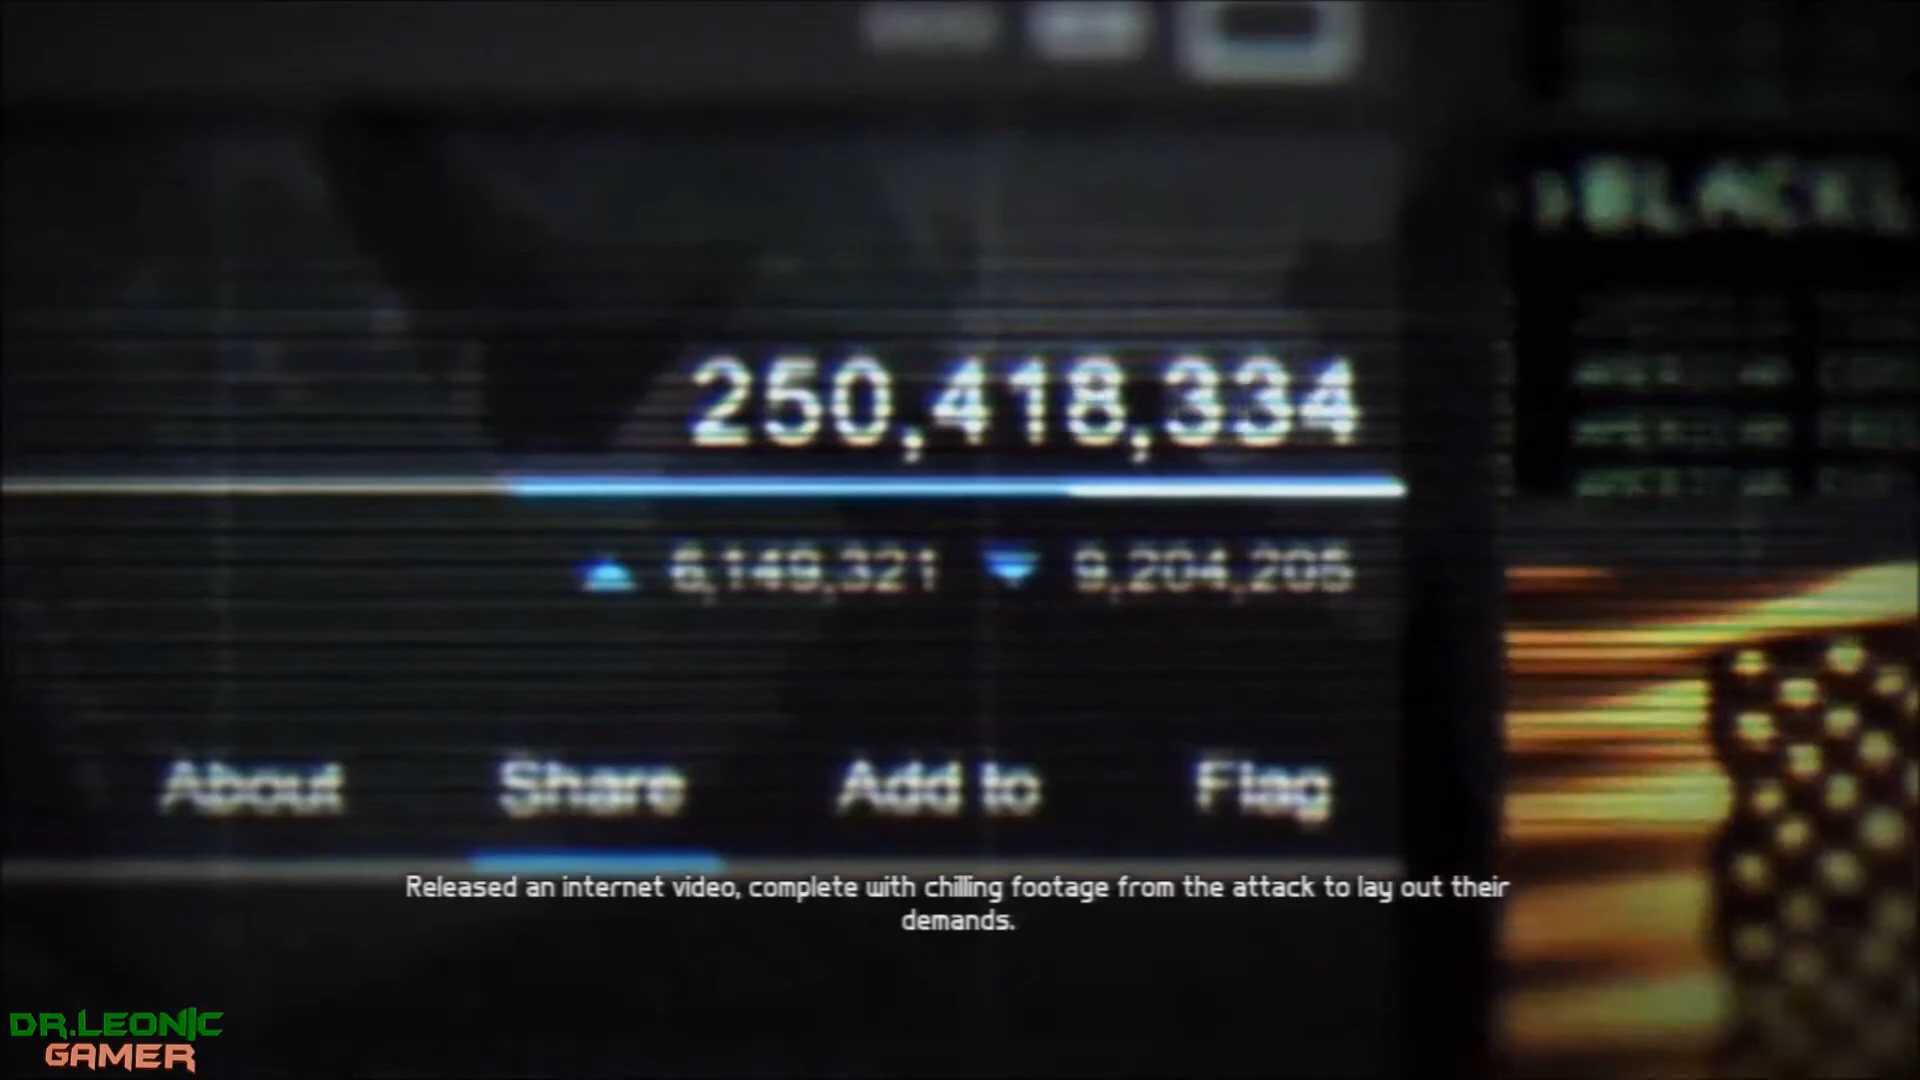 250,418,334
6,149,321 9,204,205
About Share Add to Flag
Released an internet video, complete with chilling footage from the attack to lay out their
demands.
DR.LEONIC
GAMER